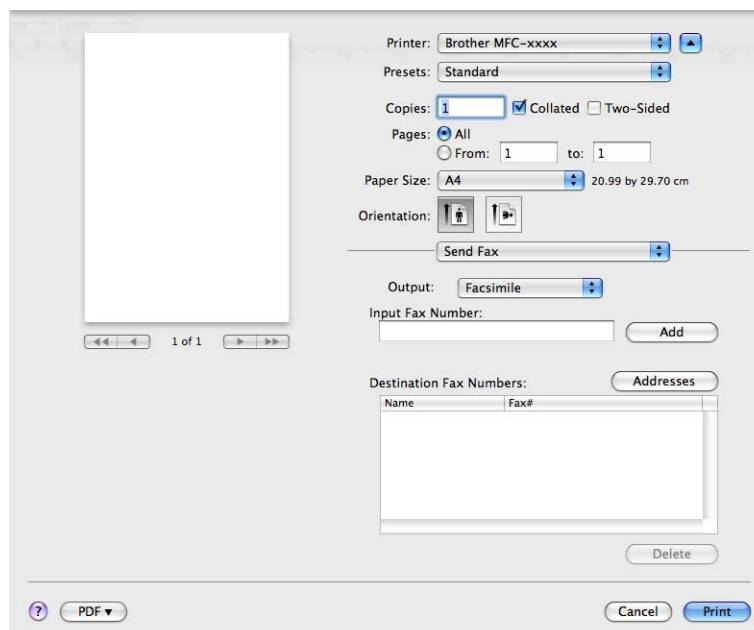 Printer: Brother MFC-xxxx
Presets: Standard
Copies: 1 Collated Two-Sided
Pages: All
From: 1 to: 1
Paper Size: A4 20.99 by 29.70 cm
Orientation:
Send Fax
Output: Facsimile
Input Fax Number:
Add
1 of 1
Destination Fax Numbers: Addresses
Name Fax#
Delete
? PDF Cancel Print